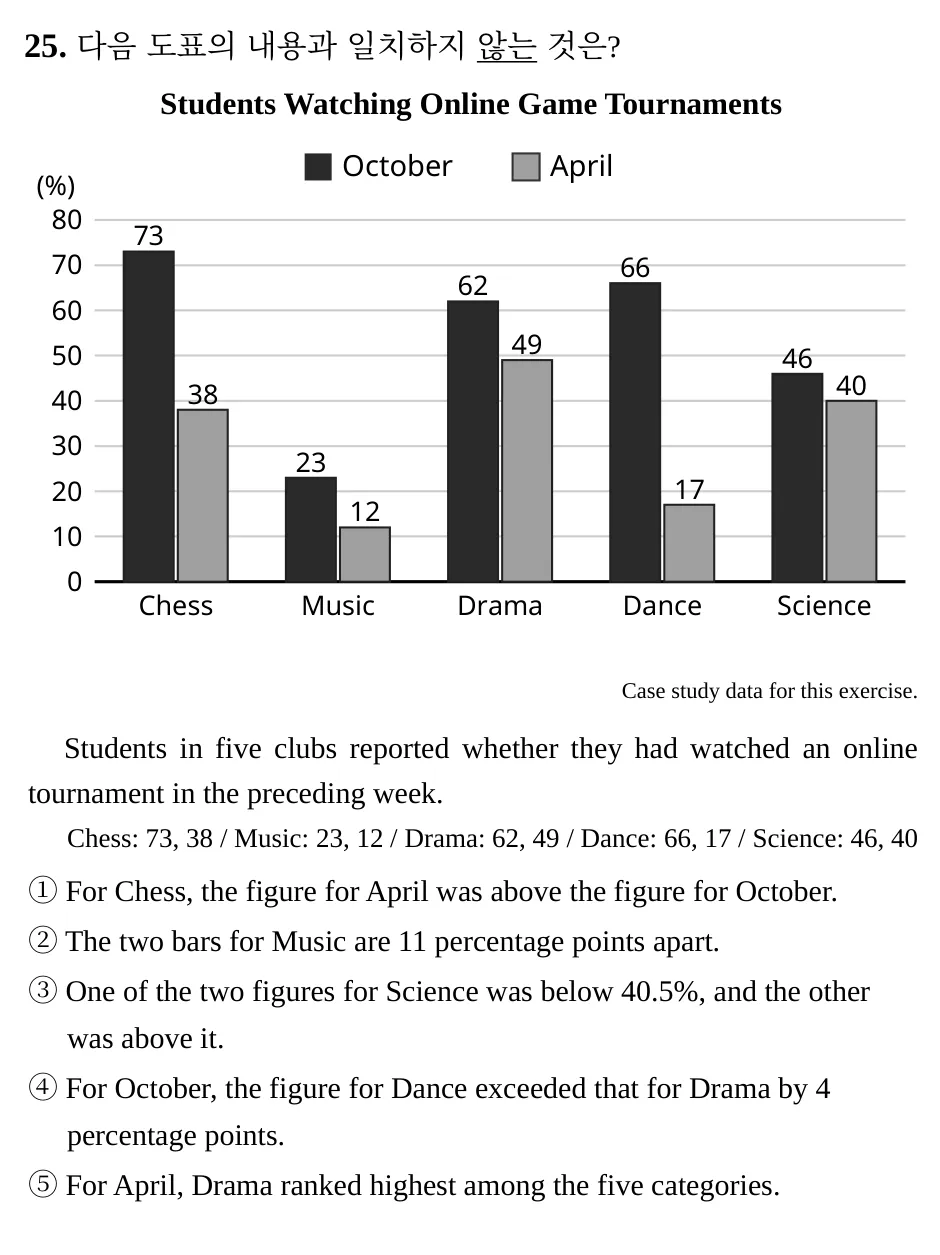 25. 다음 도표의 내용과 일치하지 않는 것은?
Students Watching Online Game Tournaments
October April
(%)
80
70
60
50
40
30
20
10
0
73
38
23
12
62
49
66
17
46
40
Chess Music Drama Dance Science
Case study data for this exercise.
Students in five clubs reported whether they had watched an online
tournament in the preceding week.
Chess: 73, 38 / Music: 23, 12 / Drama: 62, 49 / Dance: 66, 17 / Science: 46, 40
① For Chess, the figure for April was above the figure for October.
② The two bars for Music are 11 percentage points apart.
③ One of the two figures for Science was below 40.5%, and the other
was above it.
④ For October, the figure for Dance exceeded that for Drama by 4
percentage points.
⑤ For April, Drama ranked highest among the five categories.